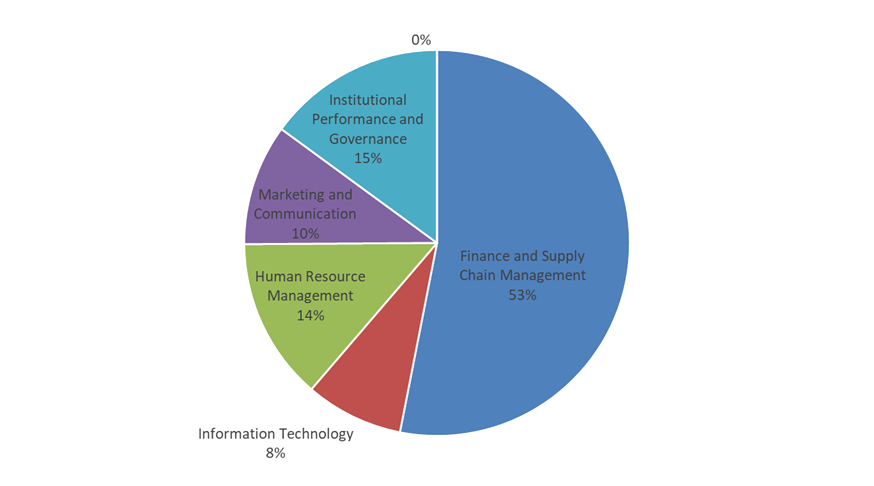 0%
Institutional
Performance and
Governance
15%
Marketing and
Communication
10%
Finance and Supply
Chain Management
53%
Human Resource
Management
14%
Information Technology
8%